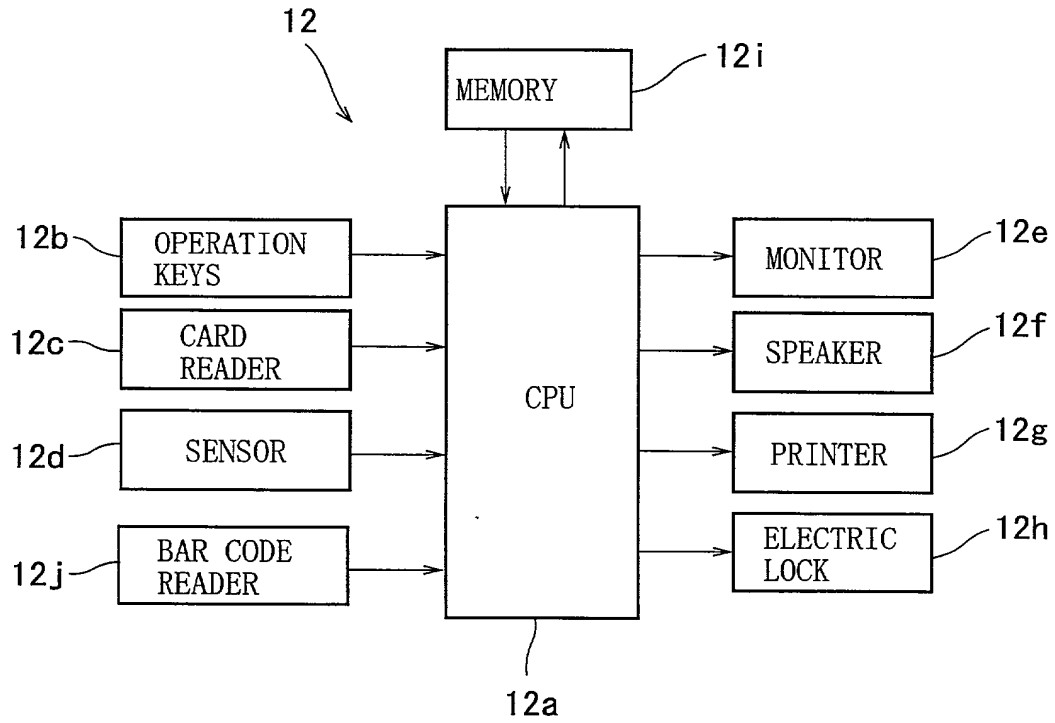 12
MEMORY
12i
12b
OPERATION
KEYS
MONITOR
12e
12c
CARD
READER
SPEAKER
12f
CPU
12d
SENSOR
PRINTER
12g
12j
BAR CODE
READER
ELECTRIC
LOCK
12h
12a